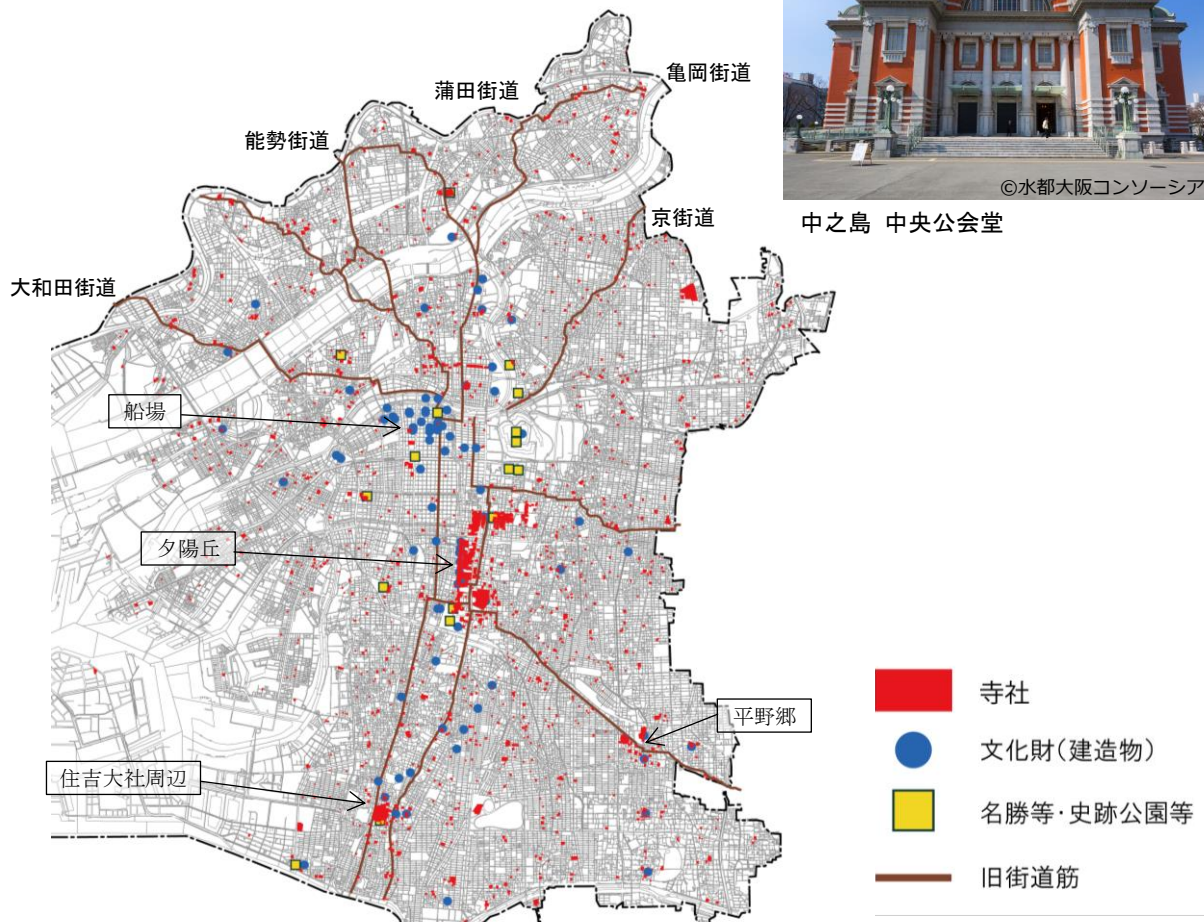 亀岡街道
蒲田街道
能勢街道
©水都大阪コンソーシア
京街道
中之島 中央公会堂
大和田街道
船場
夕陽丘
寺社
平野郷
文化財(建造物)
住吉大社周辺
名勝等・史跡公園等
旧街道筋